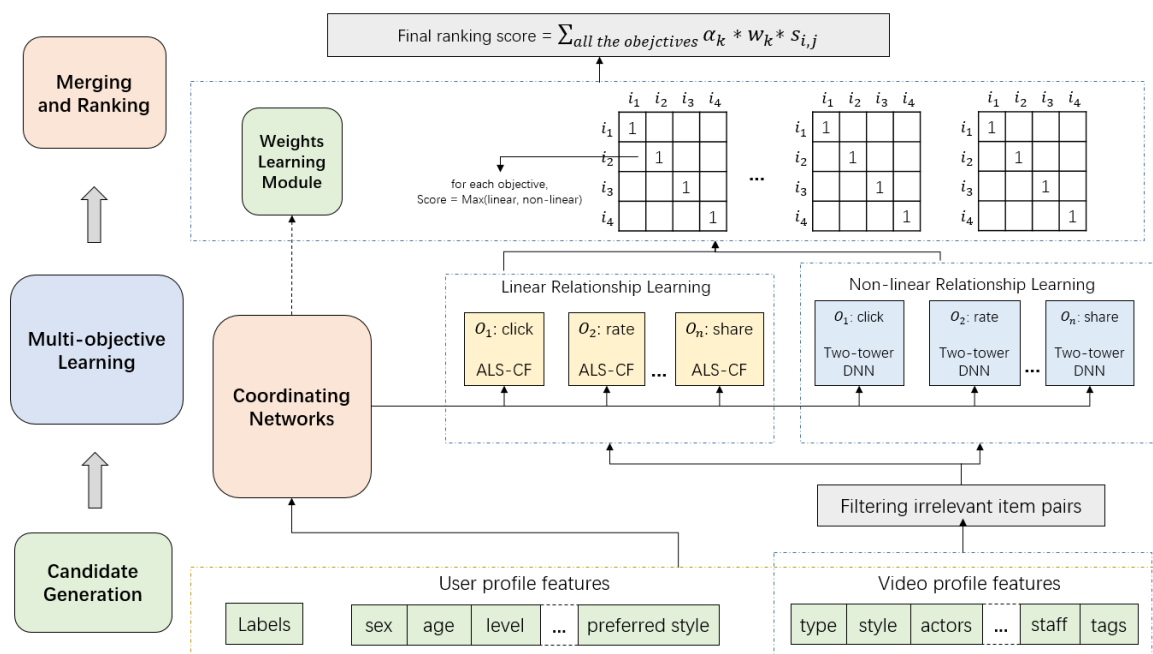 Final ranking score = ∑all the obejctives αk * wk * si,j
Merging
and Ranking
Weights
Learning
Module
for each objective,
Score = Max(linear, non-linear)
i1 i2 i3 i4
i1 1
i2 1
i3 1
i4 1
...
i1 i2 i3 i4
i1 1
i2 1
i3 1
i4 1
i1 i2 i3 i4
i1 1
i2 1
i3 1
i4 1
Multi-objective
Learning
Coordinating
Networks
Linear Relationship Learning
O1: click
ALS-CF
O2: rate
ALS-CF
...
On: share
ALS-CF
Non-linear Relationship Learning
O1: click
Two-tower
DNN
O2: rate
Two-tower
DNN
...
On: share
Two-tower
DNN
Filtering irrelevant item pairs
Candidate
Generation
User profile features
Labels
sex age level ... preferred style
Video profile features
type style actors ... staff tags